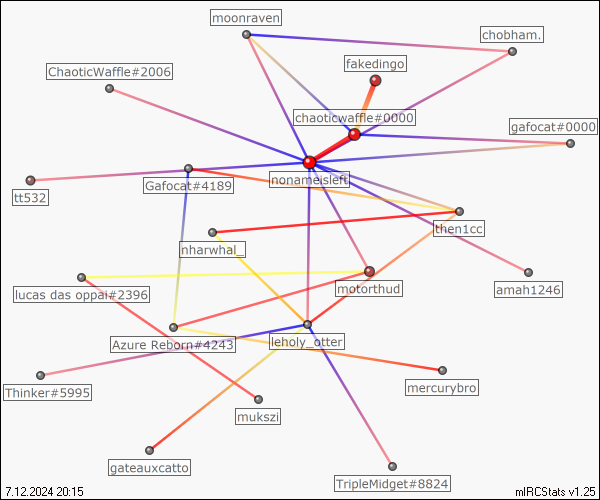 moonraven
chobham.
fakedingo
ChaoticWaffle#2006
chaoticwaffle#0000
gafocat#0000
nonameisleft
Gafocat#4189
tt532
then1cc
nharwhal_
amah1246
motorthud
lucas das oppai#2396
Azure Reborn#4243
leholy_otter
Thinker#5995
mercurybro
mukszi
gateauxcatto
TripleMidget#8824
7.12.2024 20:15
mIRCStats v1.25